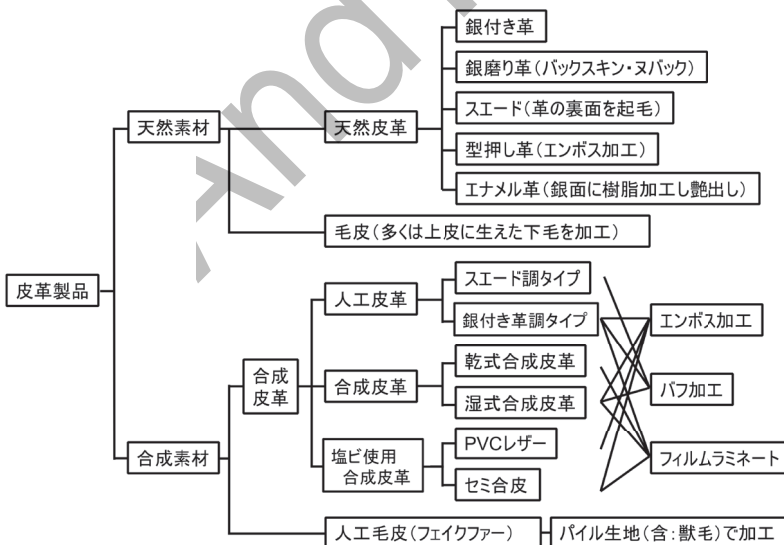 銀付き革
銀磨り革(バックスキン・ヌバック)
スエード(革の裏面を起毛)
型押し革(エンボス加工)
エナメル革(銀面に樹脂加工し艶出し)
天然素材
天然皮革
毛皮(多くは上皮に生えた下毛を加工)
皮革製品
合成素材
合成
皮革
人工皮革
スエード調タイプ
銀付き革調タイプ
合成皮革
乾式合成皮革
湿式合成皮革
塩ビ使用
合成皮革
PVCレザー
セミ合皮
エンボス加工
バフ加工
フィルムラミネート
人工毛皮(フェイクファー)
パイル生地(含:獣毛)で加工